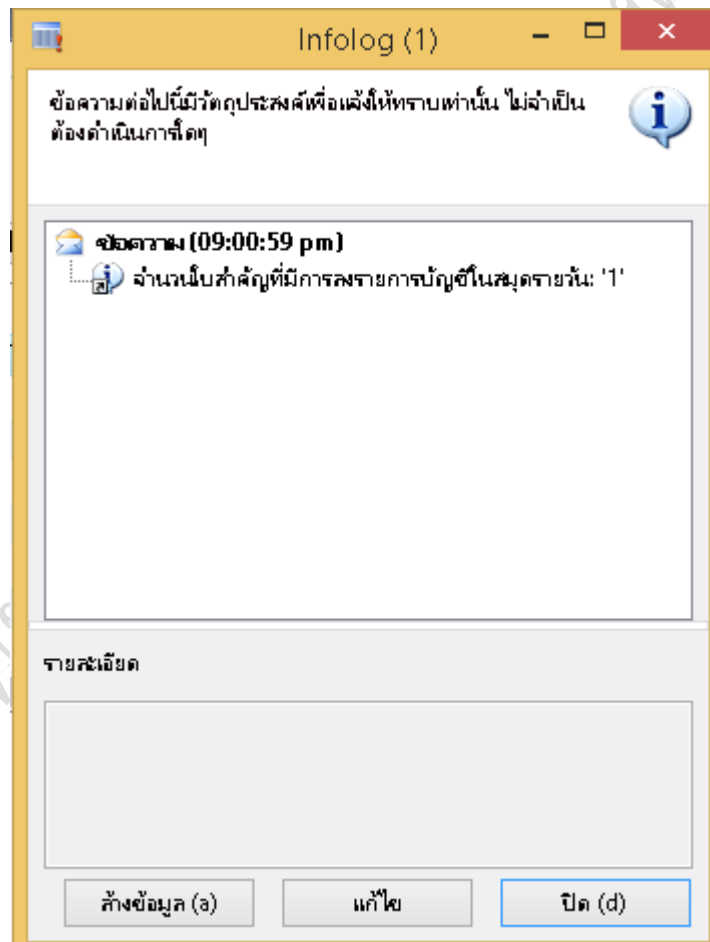 Infolog (1)
ข้อความต่อไปนี้มีวัตถุประสงค์เพื่อแจ้งให้ทราบเท่านั้น ไม่จำเป็น
ต้องดำเนินการใดๆ
ข้อความ (09:00:59 pm)
จำนวนใบสำคัญที่มีการลงรายการบัญชีในสมุดรายวัน: '1'
รายละเอียด
ล้างข้อมูล (a)
แก้ไข
ปิด (d)